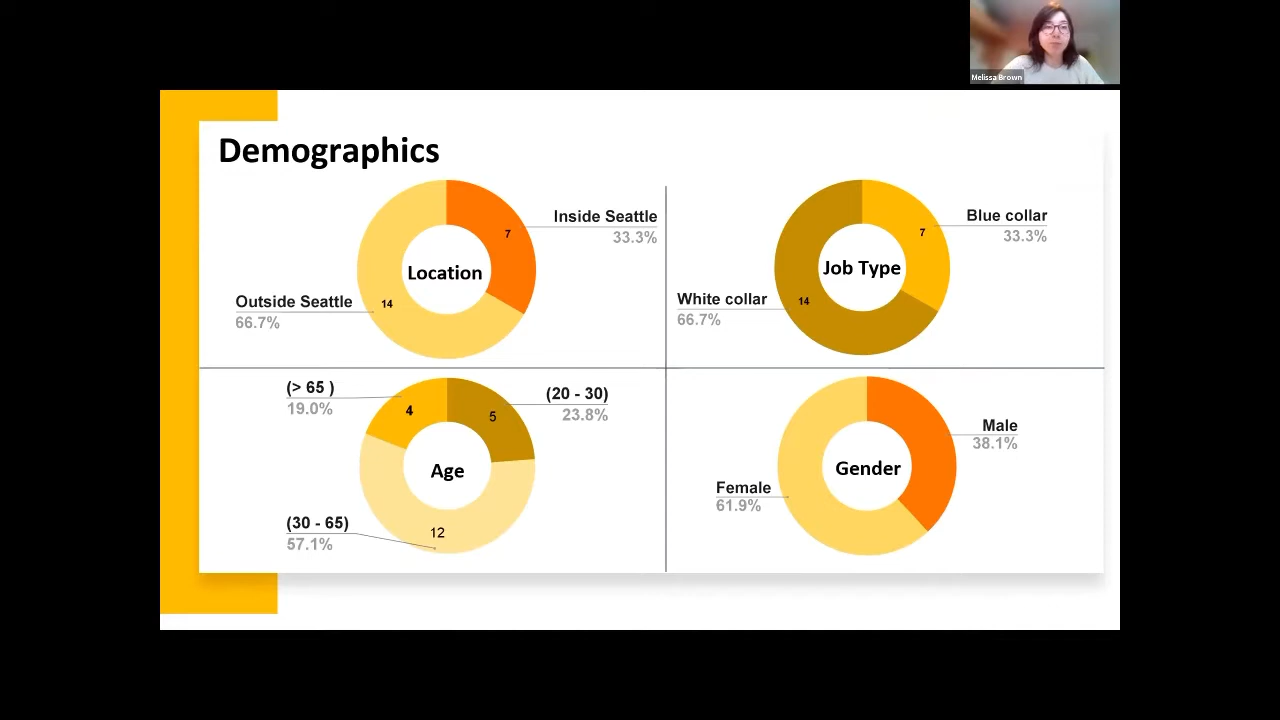 Melissa Brown
Demographics
Inside Seattle
33.3%
7
Location
Outside Seattle
66.7%
14
Blue collar
33.3%
7
Job Type
White collar
66.7%
14
(> 65 )
19.0%
4
(20 - 30)
23.8%
5
Age
(30 - 65)
57.1%
12
Male
38.1%
Gender
Female
61.9%